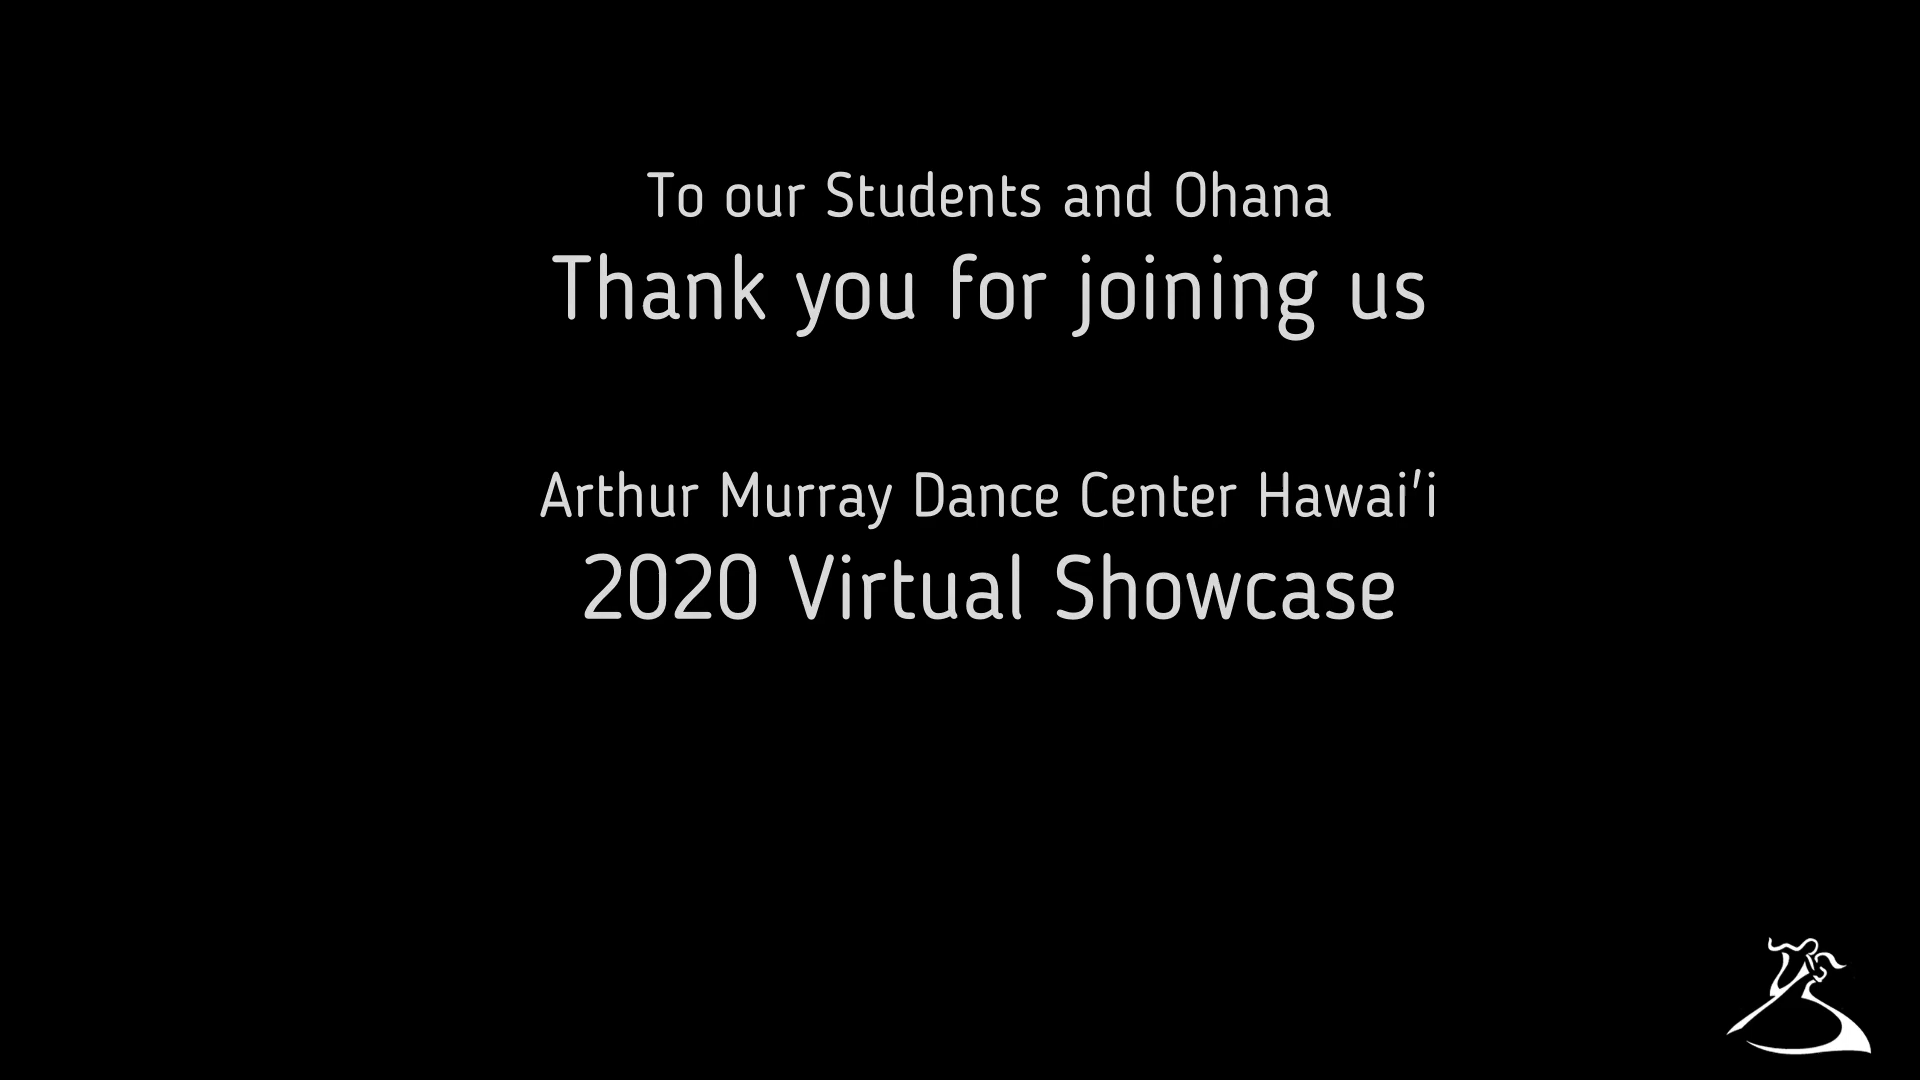 To our Students and Ohana
Thank you for joining us
Arthur Murray Dance Center Hawai'i
2020 Virtual Showcase